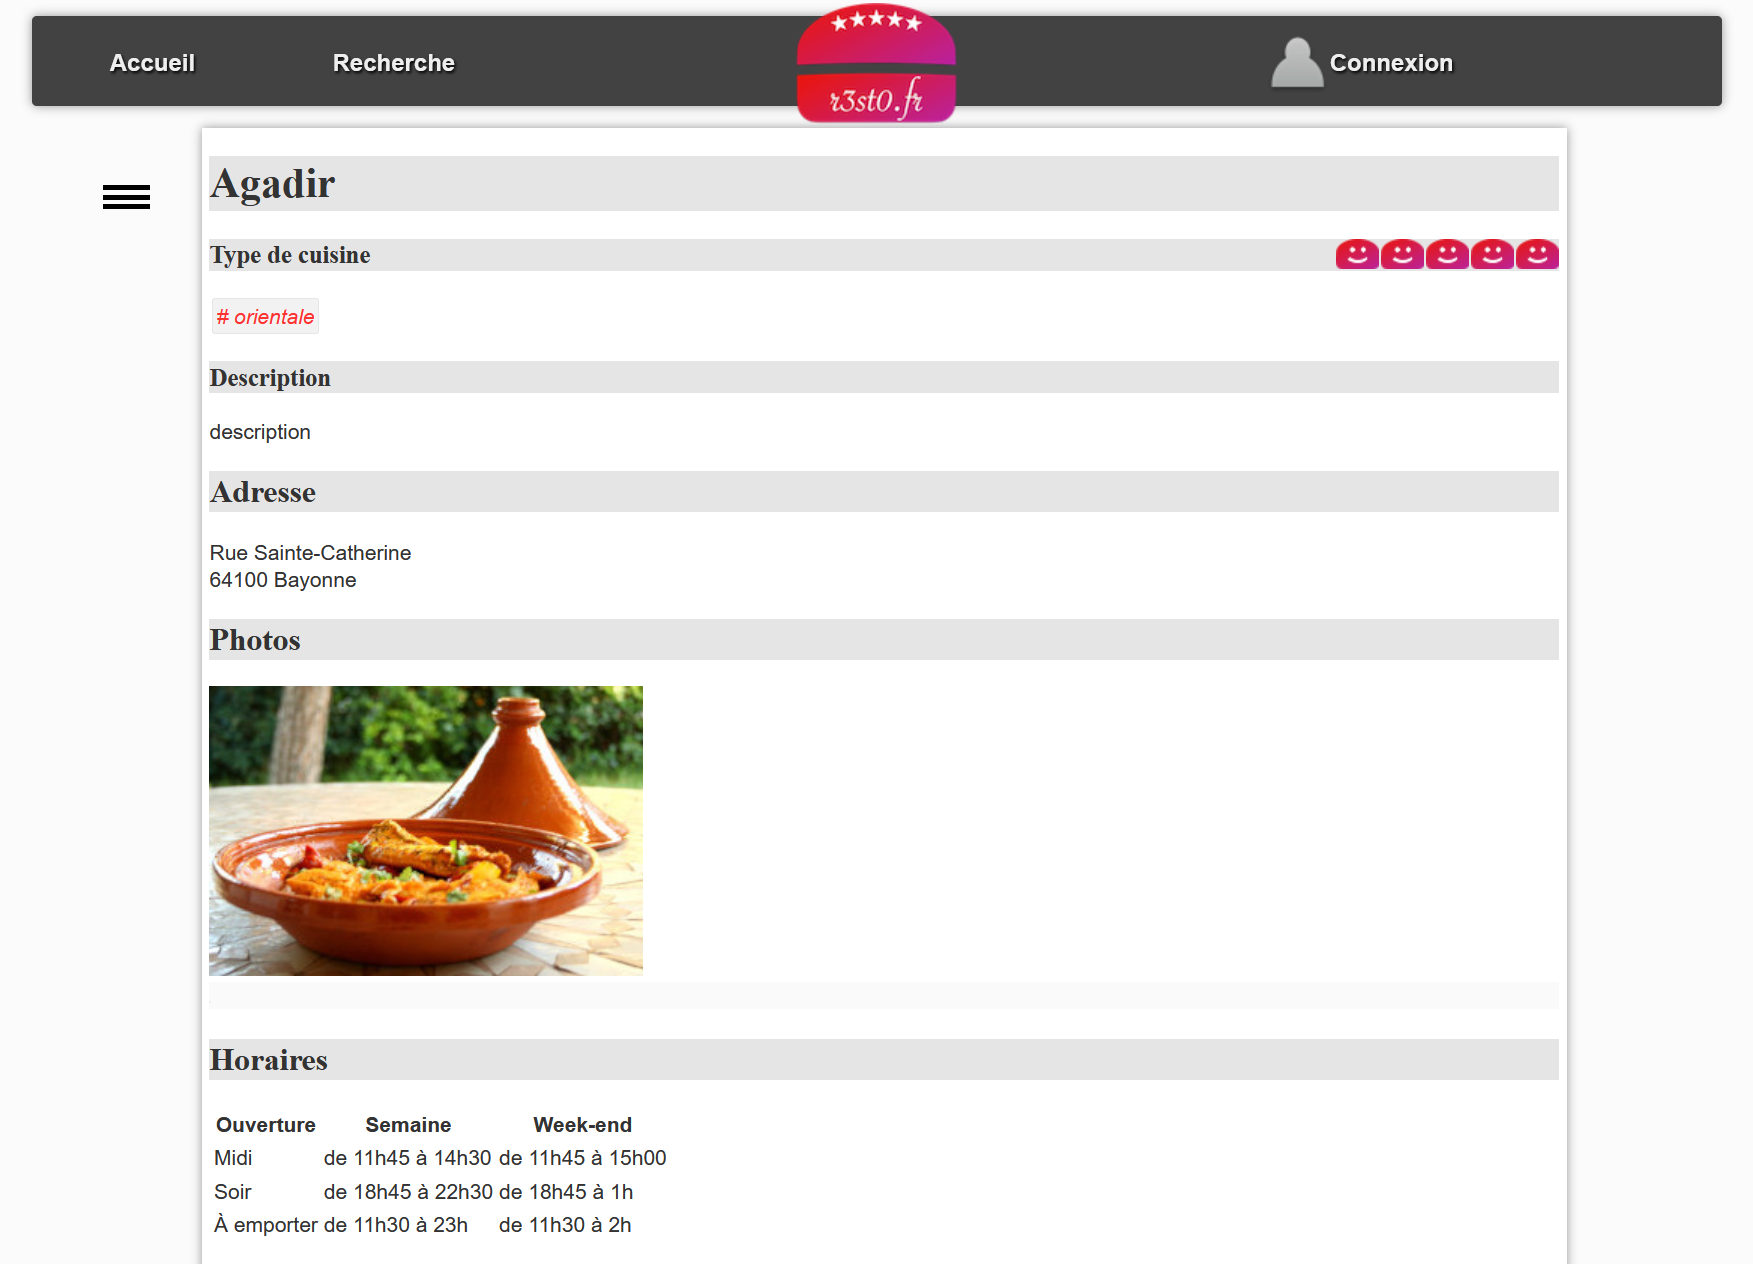 Accueil
Recherche
r3st0.fr
Connexion
Agadir
Type de cuisine
# orientale
Description
description
Adresse
Rue Sainte-Catherine
64100 Bayonne
Photos
Horaires
Ouverture Semaine Week-end
Midi de 11h45 à 14h30 de 11h45 à 15h00
Soir de 18h45 à 22h30 de 18h45 à 1h
À emporter de 11h30 à 23h de 11h30 à 2h